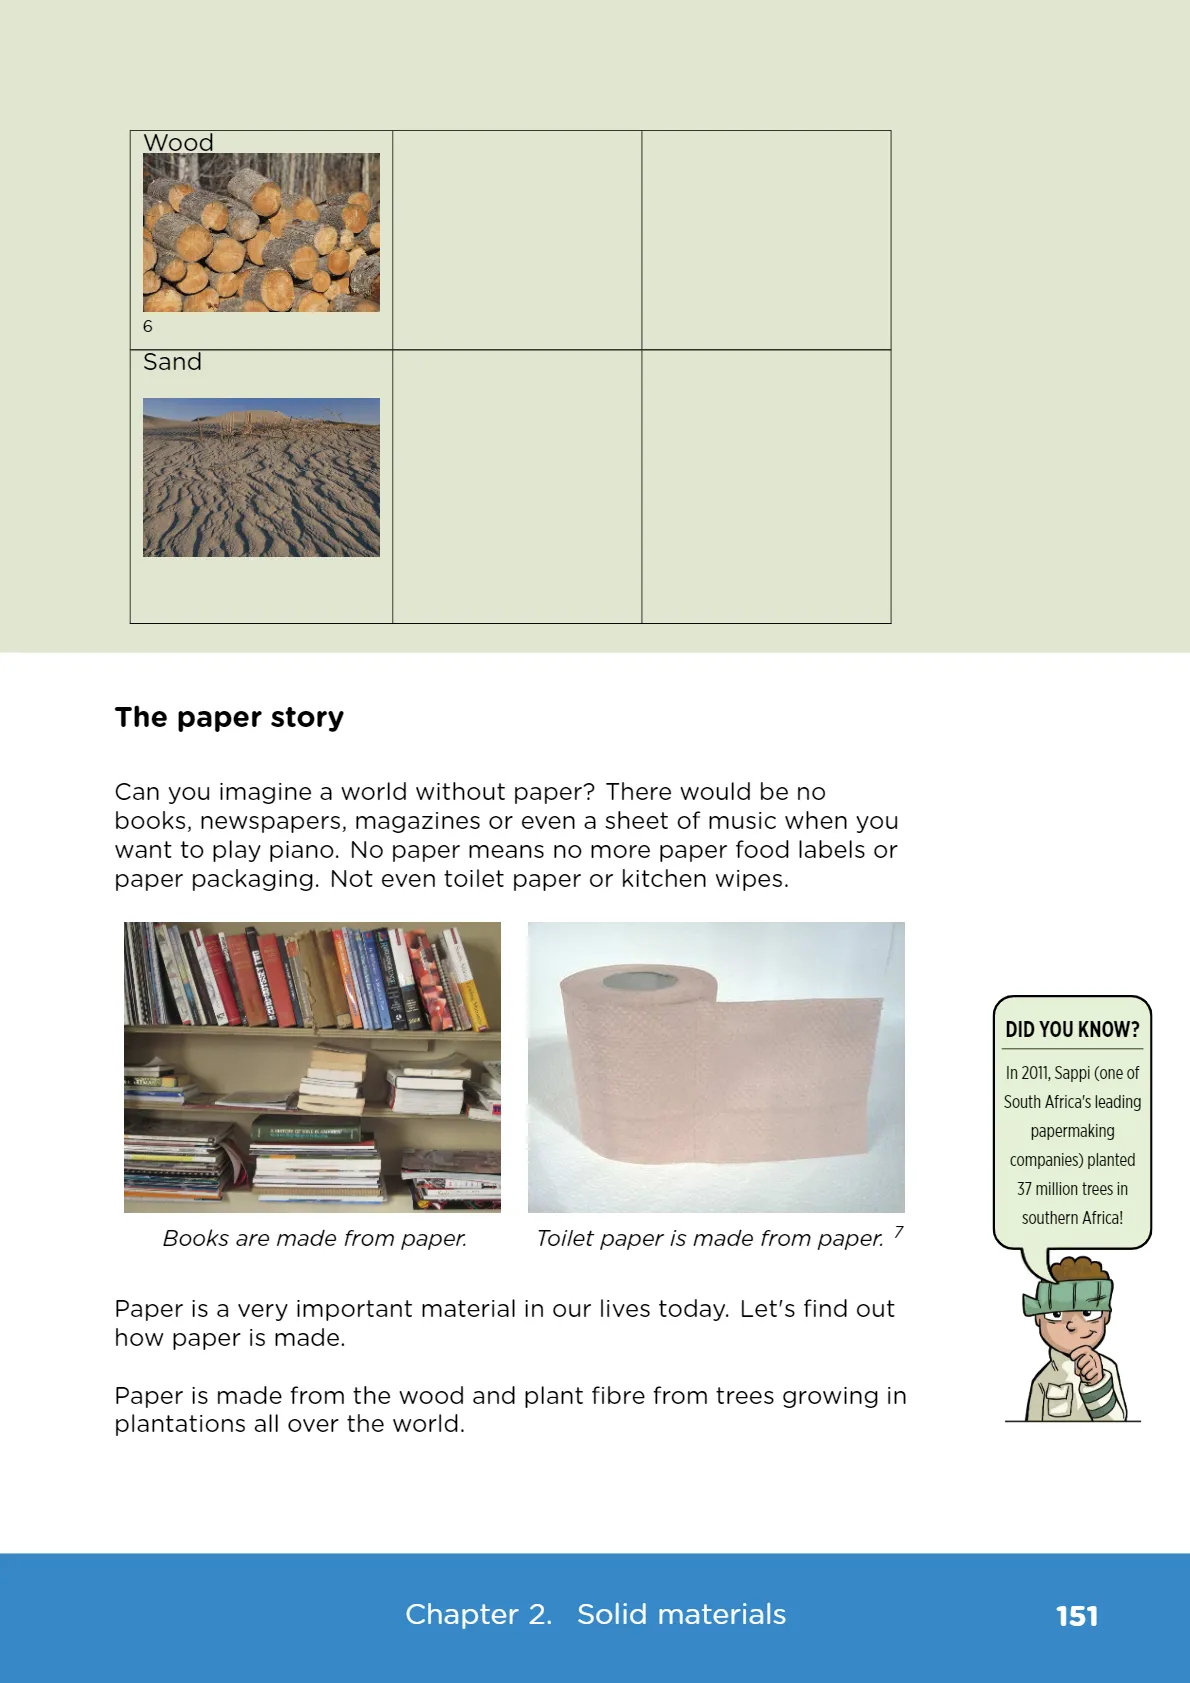 Wood
6
Sand
The paper story
Can you imagine a world without paper? There would be no
books, newspapers, magazines or even a sheet of music when you
want to play piano. No paper means no more paper food labels or
paper packaging. Not even toilet paper or kitchen wipes.
Books are made from paper.
Toilet paper is made from paper. 7
DID YOU KNOW?
In 2011, Sappi (one of
South Africa's leading
papermaking
companies) planted
37 million trees in
southern Africa!
Paper is a very important material in our lives today. Let's find out
how paper is made.
Paper is made from the wood and plant fibre from trees growing in
plantations all over the world.
Chapter 2. Solid materials
151